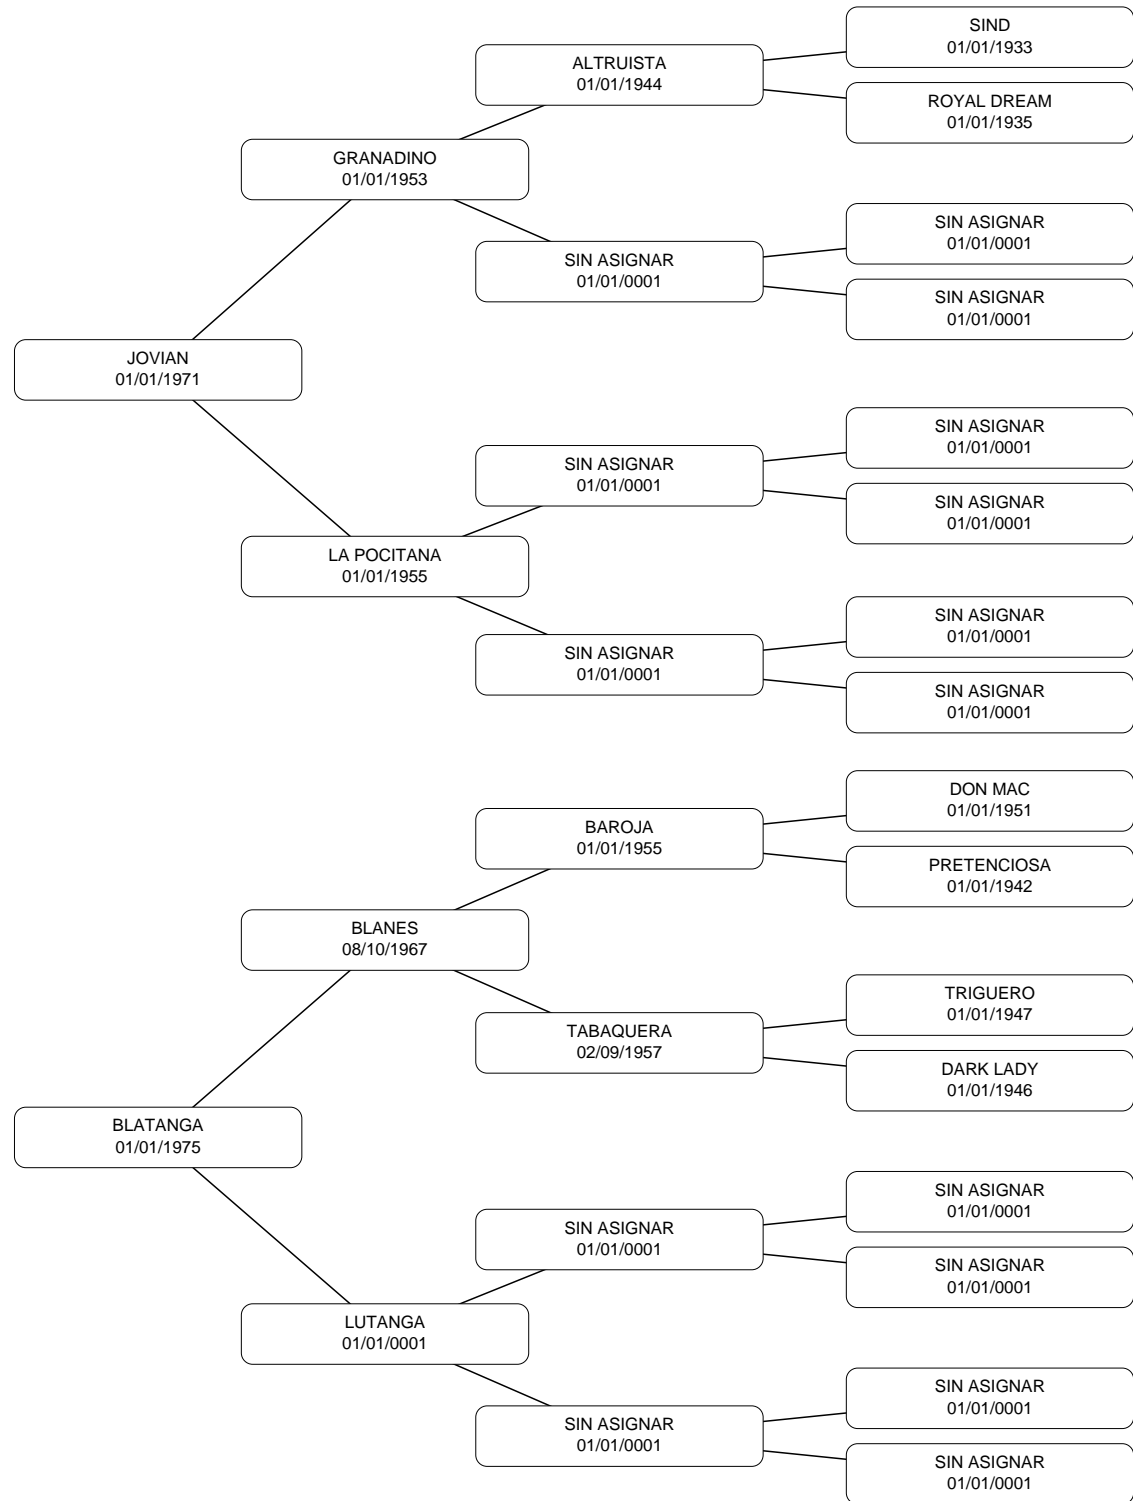 SIND
01/01/1933
ALTRUISTA
01/01/1944
ROYAL DREAM
01/01/1935
GRANADINO
01/01/1953
SIN ASIGNAR
01/01/0001
SIN ASIGNAR
01/01/0001
SIN ASIGNAR
01/01/0001
JOVIAN
01/01/1971
SIN ASIGNAR
01/01/0001
SIN ASIGNAR
01/01/0001
SIN ASIGNAR
01/01/0001
LA POCITANA
01/01/1955
SIN ASIGNAR
01/01/0001
SIN ASIGNAR
01/01/0001
SIN ASIGNAR
01/01/0001
DON MAC
01/01/1951
BAROJA
01/01/1955
PRETENCIOSA
01/01/1942
BLANES
08/10/1967
TRIGUERO
01/01/1947
TABAQUERA
02/09/1957
DARK LADY
01/01/1946
BLATANGA
01/01/1975
SIN ASIGNAR
01/01/0001
SIN ASIGNAR
01/01/0001
SIN ASIGNAR
01/01/0001
LUTANGA
01/01/0001
SIN ASIGNAR
01/01/0001
SIN ASIGNAR
01/01/0001
SIN ASIGNAR
01/01/0001